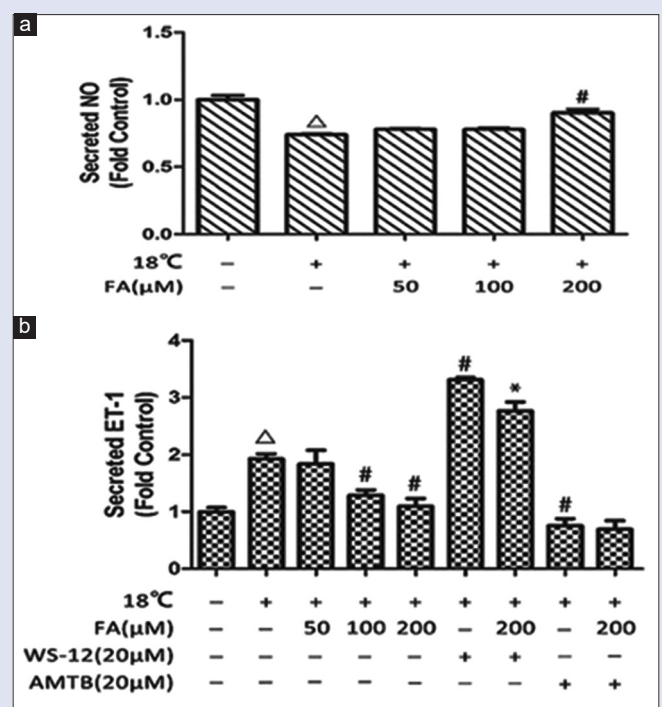 a
1.5
1.0
0.5
0.0
Secreted NO
(Fold Control)
△
#
18℃ – + + + +
FA(μM) – – 50 100 200
b
4
3
2
1
0
Secreted ET-1
(Fold Control)
△
#
#
#
*
#
18℃ – + + + + + + + +
FA(μM) – – 50 100 200 – 200 – 200
WS-12(20μM) – – – – – + + – –
AMTB(20μM) – – – – – – – + +